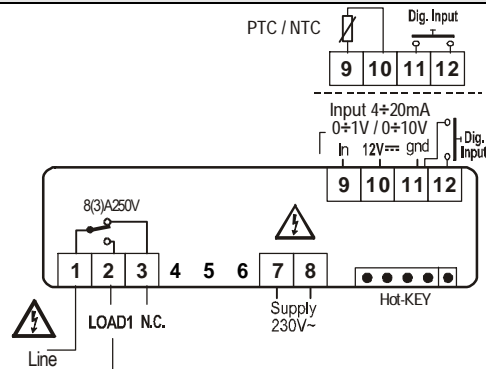 PTC / NTC
Dig. Input
9 10 11 12
Input 4÷20mA
0÷1V / 0÷10V
In 12V⎓ gnd
Dig.
Input
9 10 11 12
8(3)A250V
1 2 3 4 5 6 7 8
LOAD1 N.C.
Supply
230V~
Hot-KEY
Line